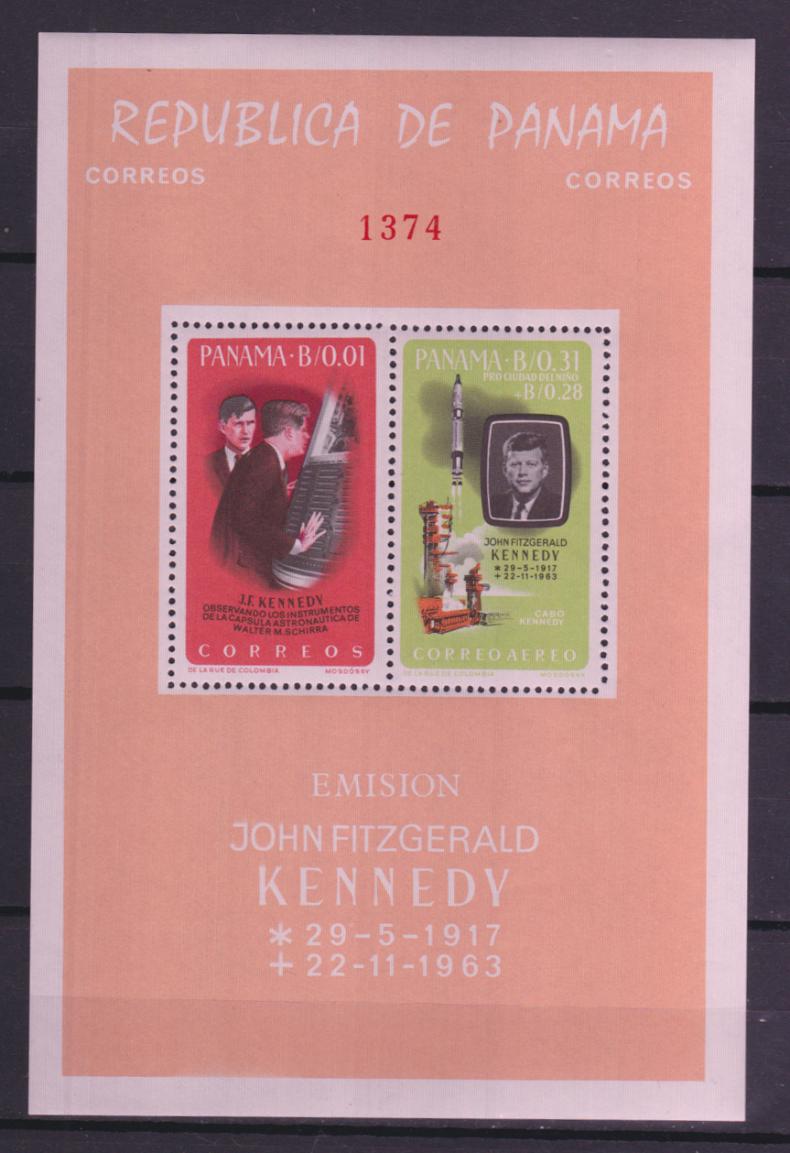 REPUBLICA DE PANAMA
CORREOS CORREOS
1374
PANAMA·B/0.01
J.F. KENNEDY
OBSERVANDO LOS INSTRUMENTOS
DE LA CAPSULA ASTRONAUTICA DE
WALTER M. SCHIRRA
CORREOS
DE LA RUE DE COLOMBIA MOSDÓSSY
PANAMA·B/0.31
PRO CIUDAD DEL NIÑO
+B/0.28
JOHN FITZGERALD
KENNEDY
* 29-5-1917
+ 22-11-1963
CABO
KENNEDY
CORREO AEREO
DE LA RUE DE COLOMBIA MOSDÓSSY
EMISION
JOHN FITZGERALD
KENNEDY
* 29-5-1917
+ 22-11-1963